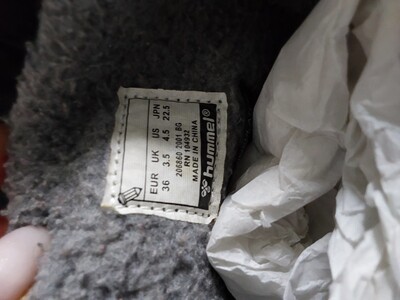 EUR UK US JPN
36 3.5 4.5 22.5
206860 2001 BG
RN 104932
MADE IN CHINA
hummel®